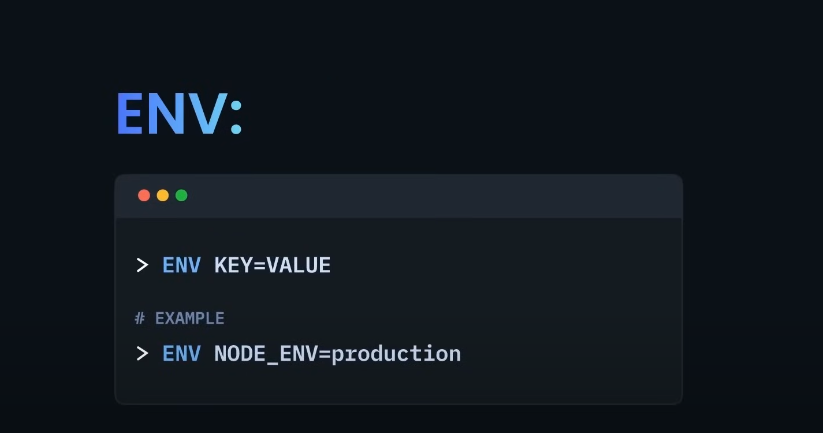 ENV:
> ENV KEY=VALUE
# EXAMPLE
> ENV NODE_ENV=production